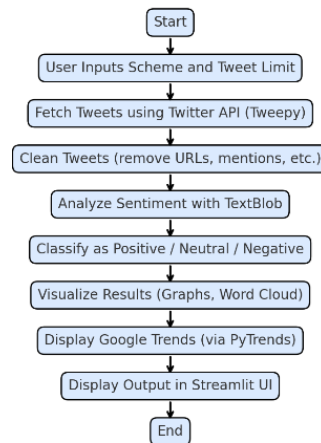 Start
User Inputs Scheme and Tweet Limit
Fetch Tweets using Twitter API (Tweepy)
Clean Tweets (remove URLs, mentions, etc.)
Analyze Sentiment with TextBlob
Classify as Positive / Neutral / Negative
Visualize Results (Graphs, Word Cloud)
Display Google Trends (via PyTrends)
Display Output in Streamlit UI
End